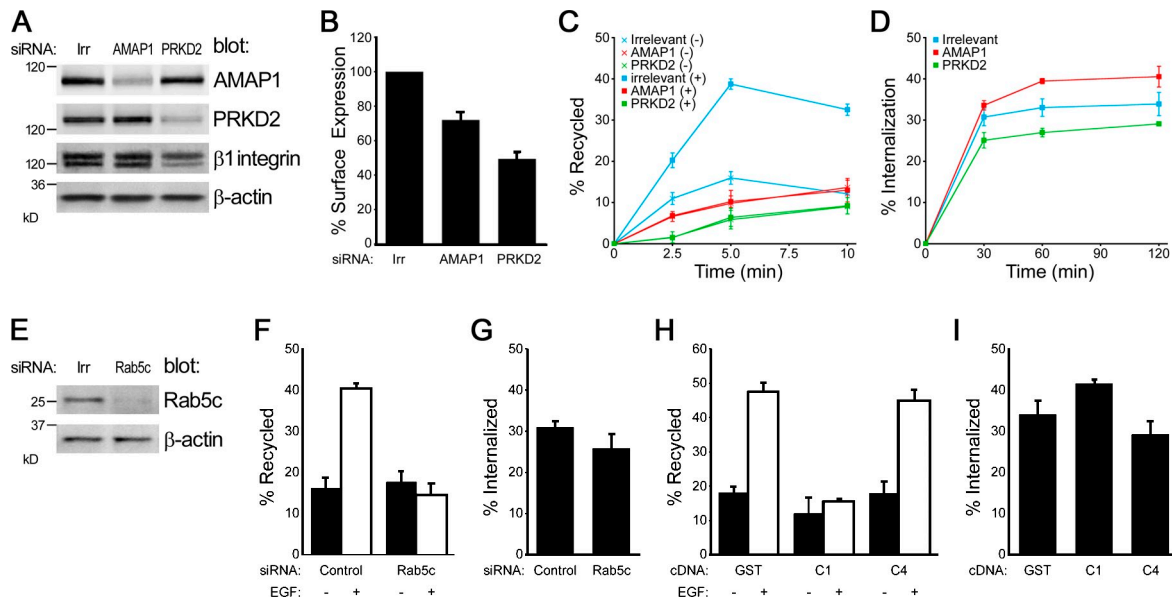 A
siRNA: Irr AMAP1 PRKD2 blot:
120
AMAP1
120
PRKD2
120
β1 integrin
36
β-actin
kD
B
% Surface Expression
120
100
80
60
40
20
0
siRNA: Irr AMAP1 PRKD2
C
Irrelevant (-)
AMAP1 (-)
PRKD2 (-)
irrelevant (+)
AMAP1 (+)
PRKD2 (+)
% Recycled
50
40
30
20
10
0
0 2.5 5.0 7.5 10
Time (min)
D
Irrelevant
AMAP1
PRKD2
% Internalization
50
40
30
20
10
0
0 30 60 90 120
Time (min)
E
siRNA: Irr Rab5c blot:
25
Rab5c
37
β-actin
kD
F
% Recycled
50
40
30
20
10
0
siRNA: Control Rab5c
EGF: - + - +
G
% Internalized
50
40
30
20
10
0
siRNA: Control Rab5c
H
% Recycled
60
50
40
30
20
10
0
cDNA: GST C1 C4
EGF: - + - + - +
I
% Internalized
50
40
30
20
10
0
cDNA: GST C1 C4